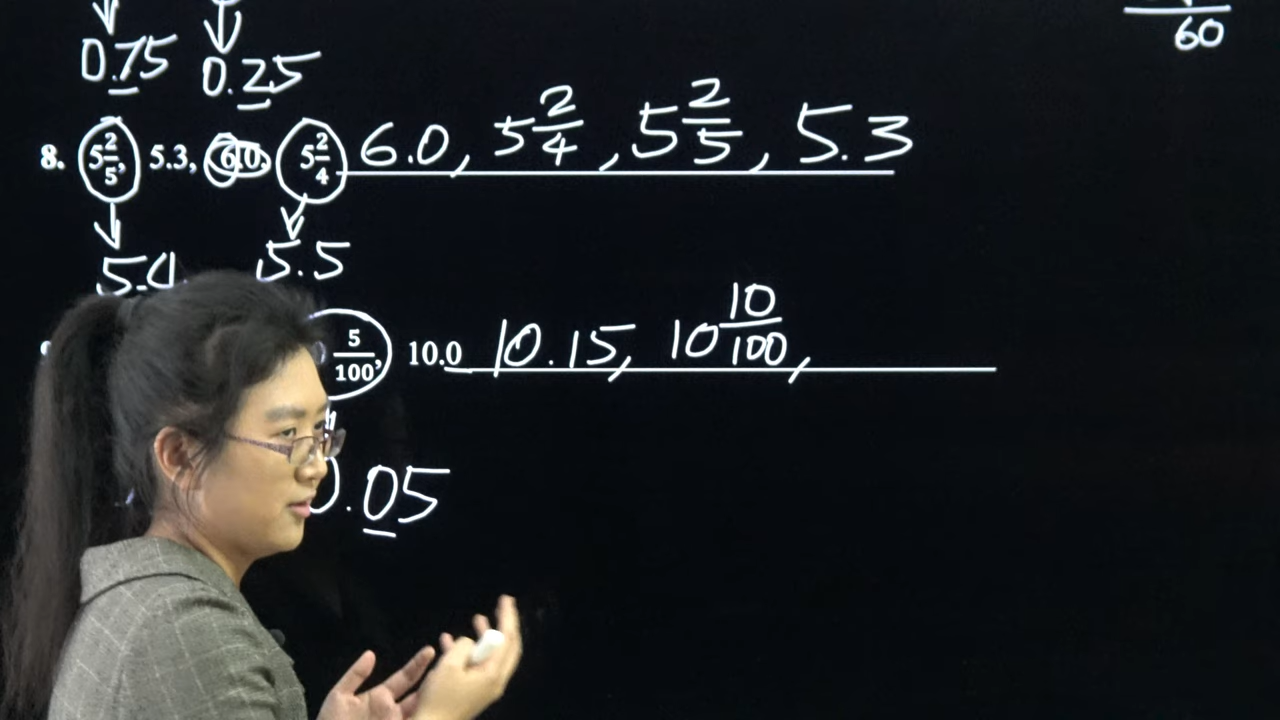 60
0.75 0.25
8. 5 2/5, 5.3, 6.0, 5 2/4 6.0, 5 2/4, 5 2/5, 5.3
5.4 5.5
5/100, 10.0 10.15, 10 10/100,
.05